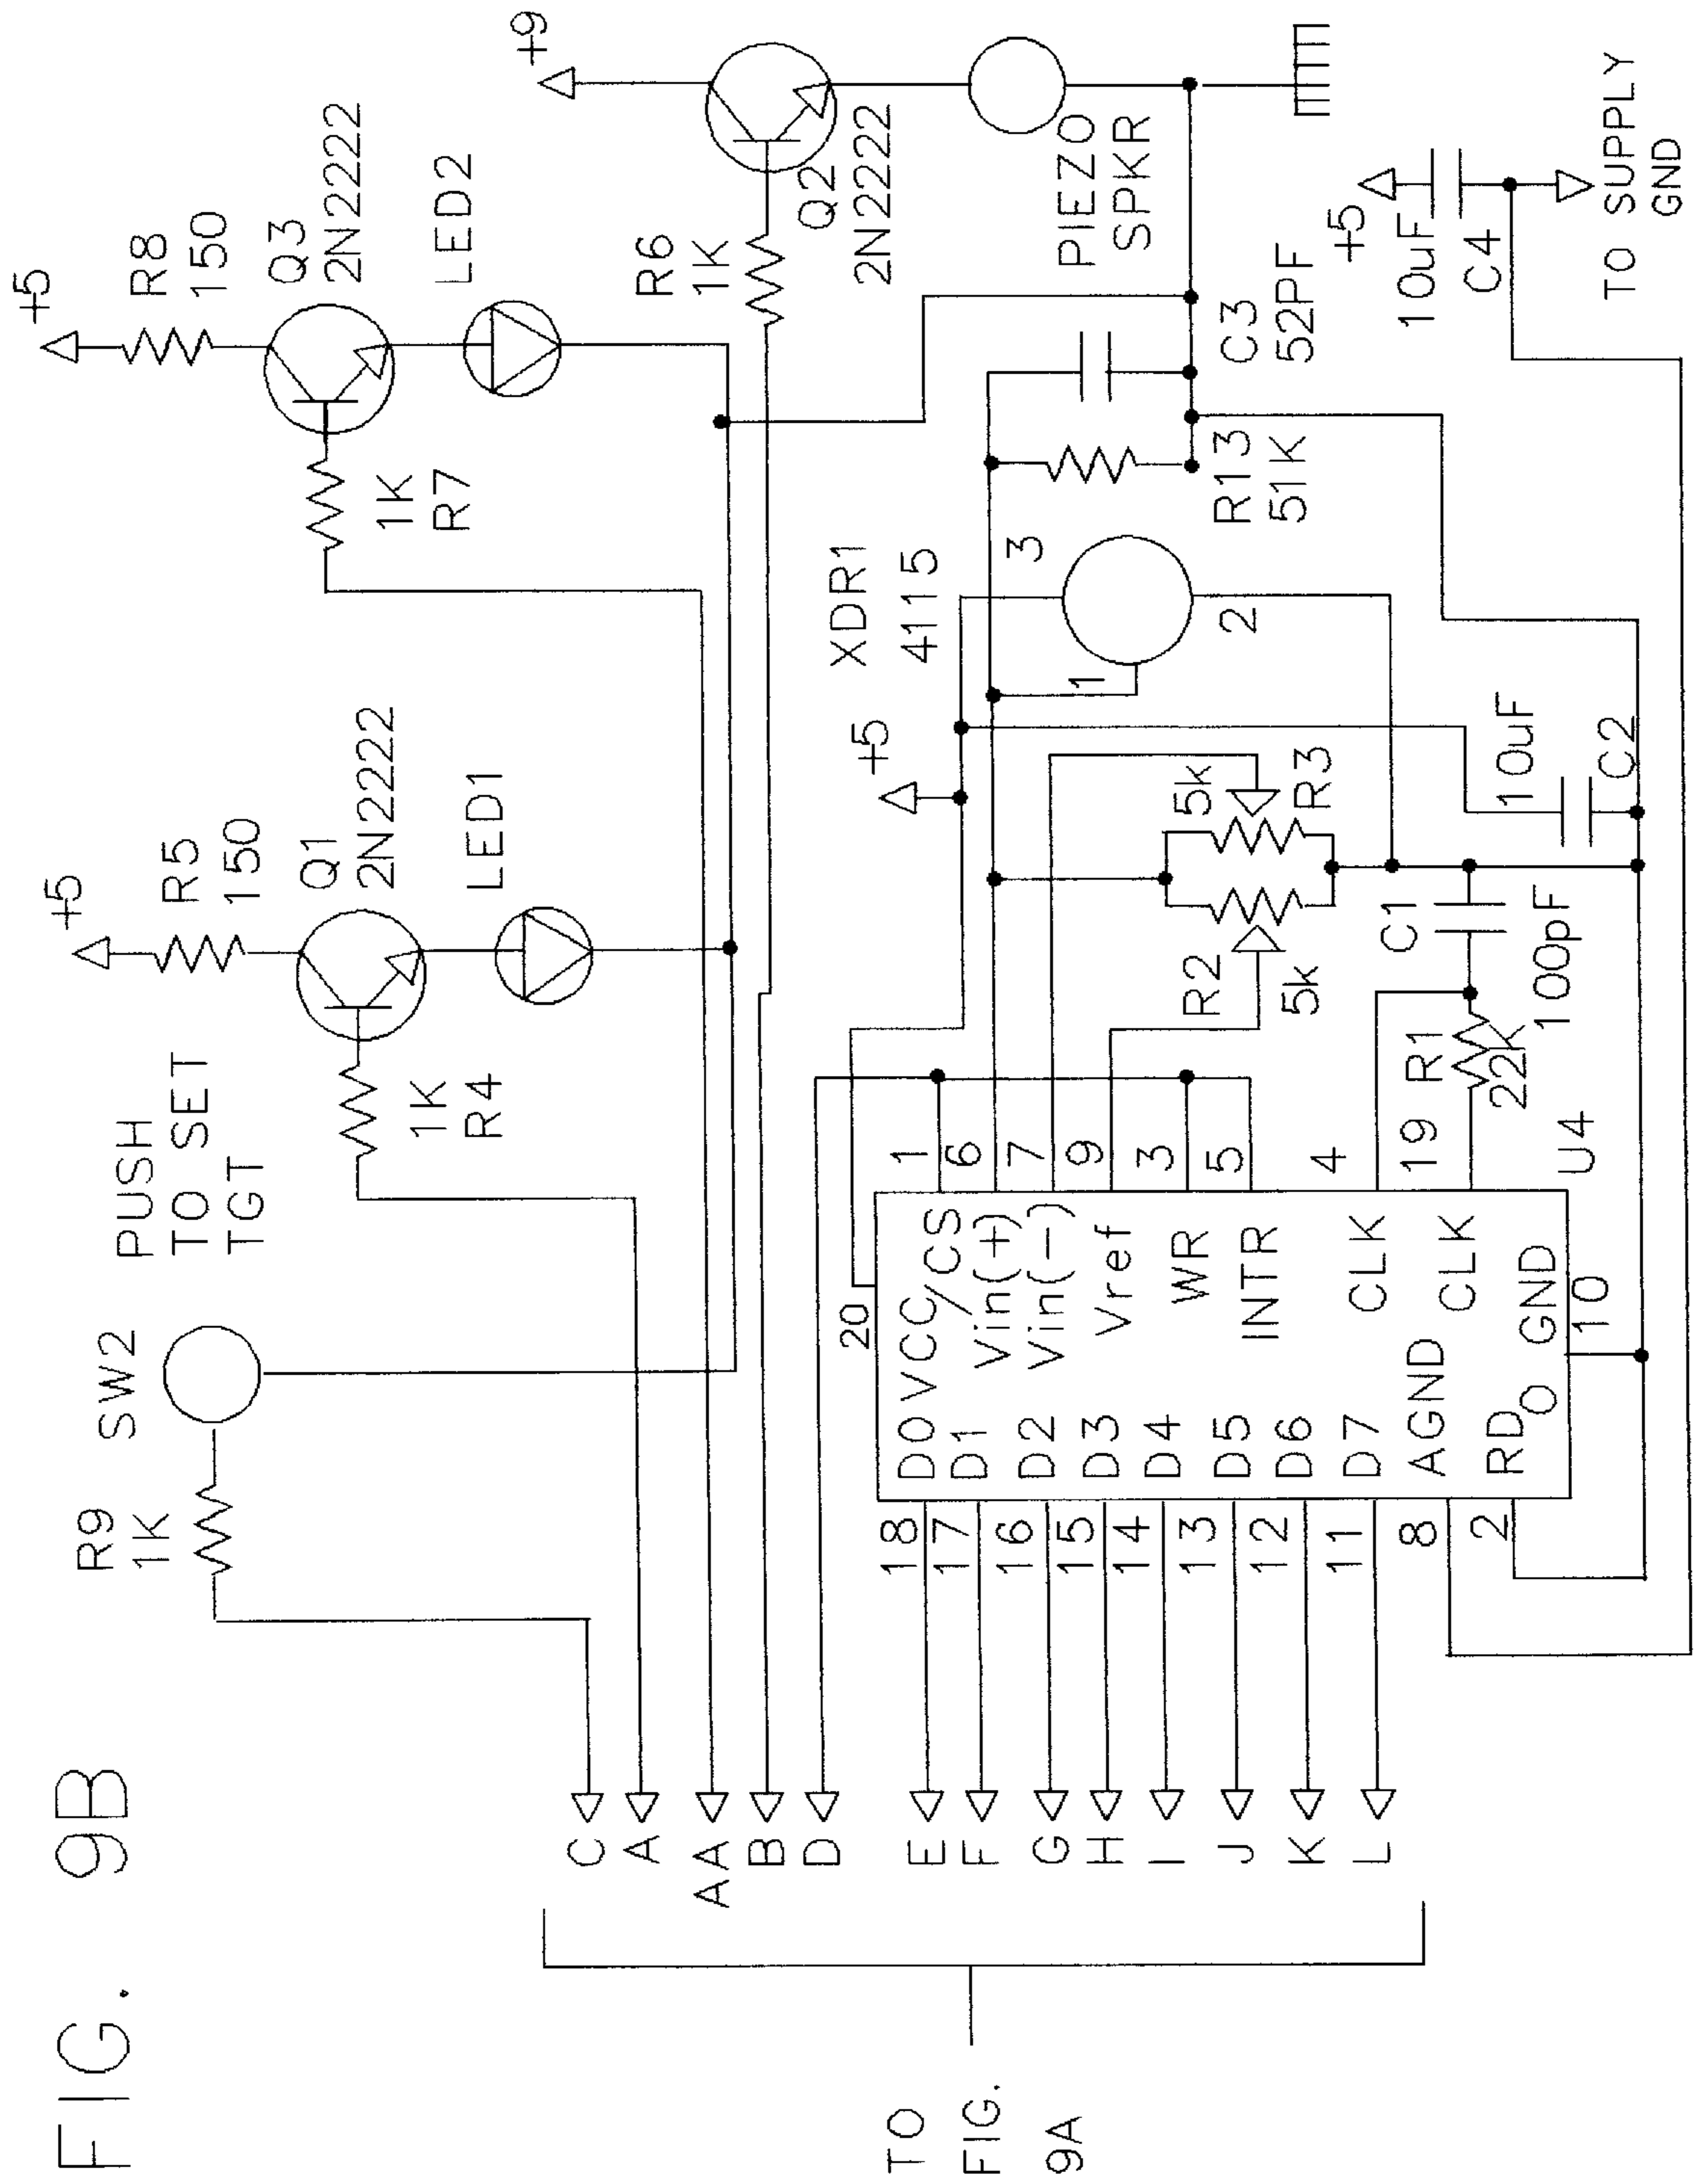 FIG. 9B
TO
FIG.
9A
C
A
AA
B
D
E
F
G
H
I
J
K
L
R9
1K
SW2
PUSH
TO SET
TGT
+5
R5
150
Q1
2N2222
LED1
1K
R4
+5
R8
150
Q3
2N2222
LED2
1K
R7
+9
R6
1K
Q2
2N2222
PIEZO
SPKR
XDR1
4115
1
2
3
+5
R13
51K
C3
52PF
+5
10uF
C4
TO SUPPLY
GND
5k
R3
R2
5k
10uF
C2
C1
100pF
R1
22K
U4
20
1
6
7
9
3
5
4
19
10
18
17
16
15
14
13
12
11
8
2
D0 VCC/CS
D1 Vin(+)
D2 Vin(-)
D3 Vref
D4 WR
D5 INTR
D6
D7 CLK
AGND CLK
RD
O GND